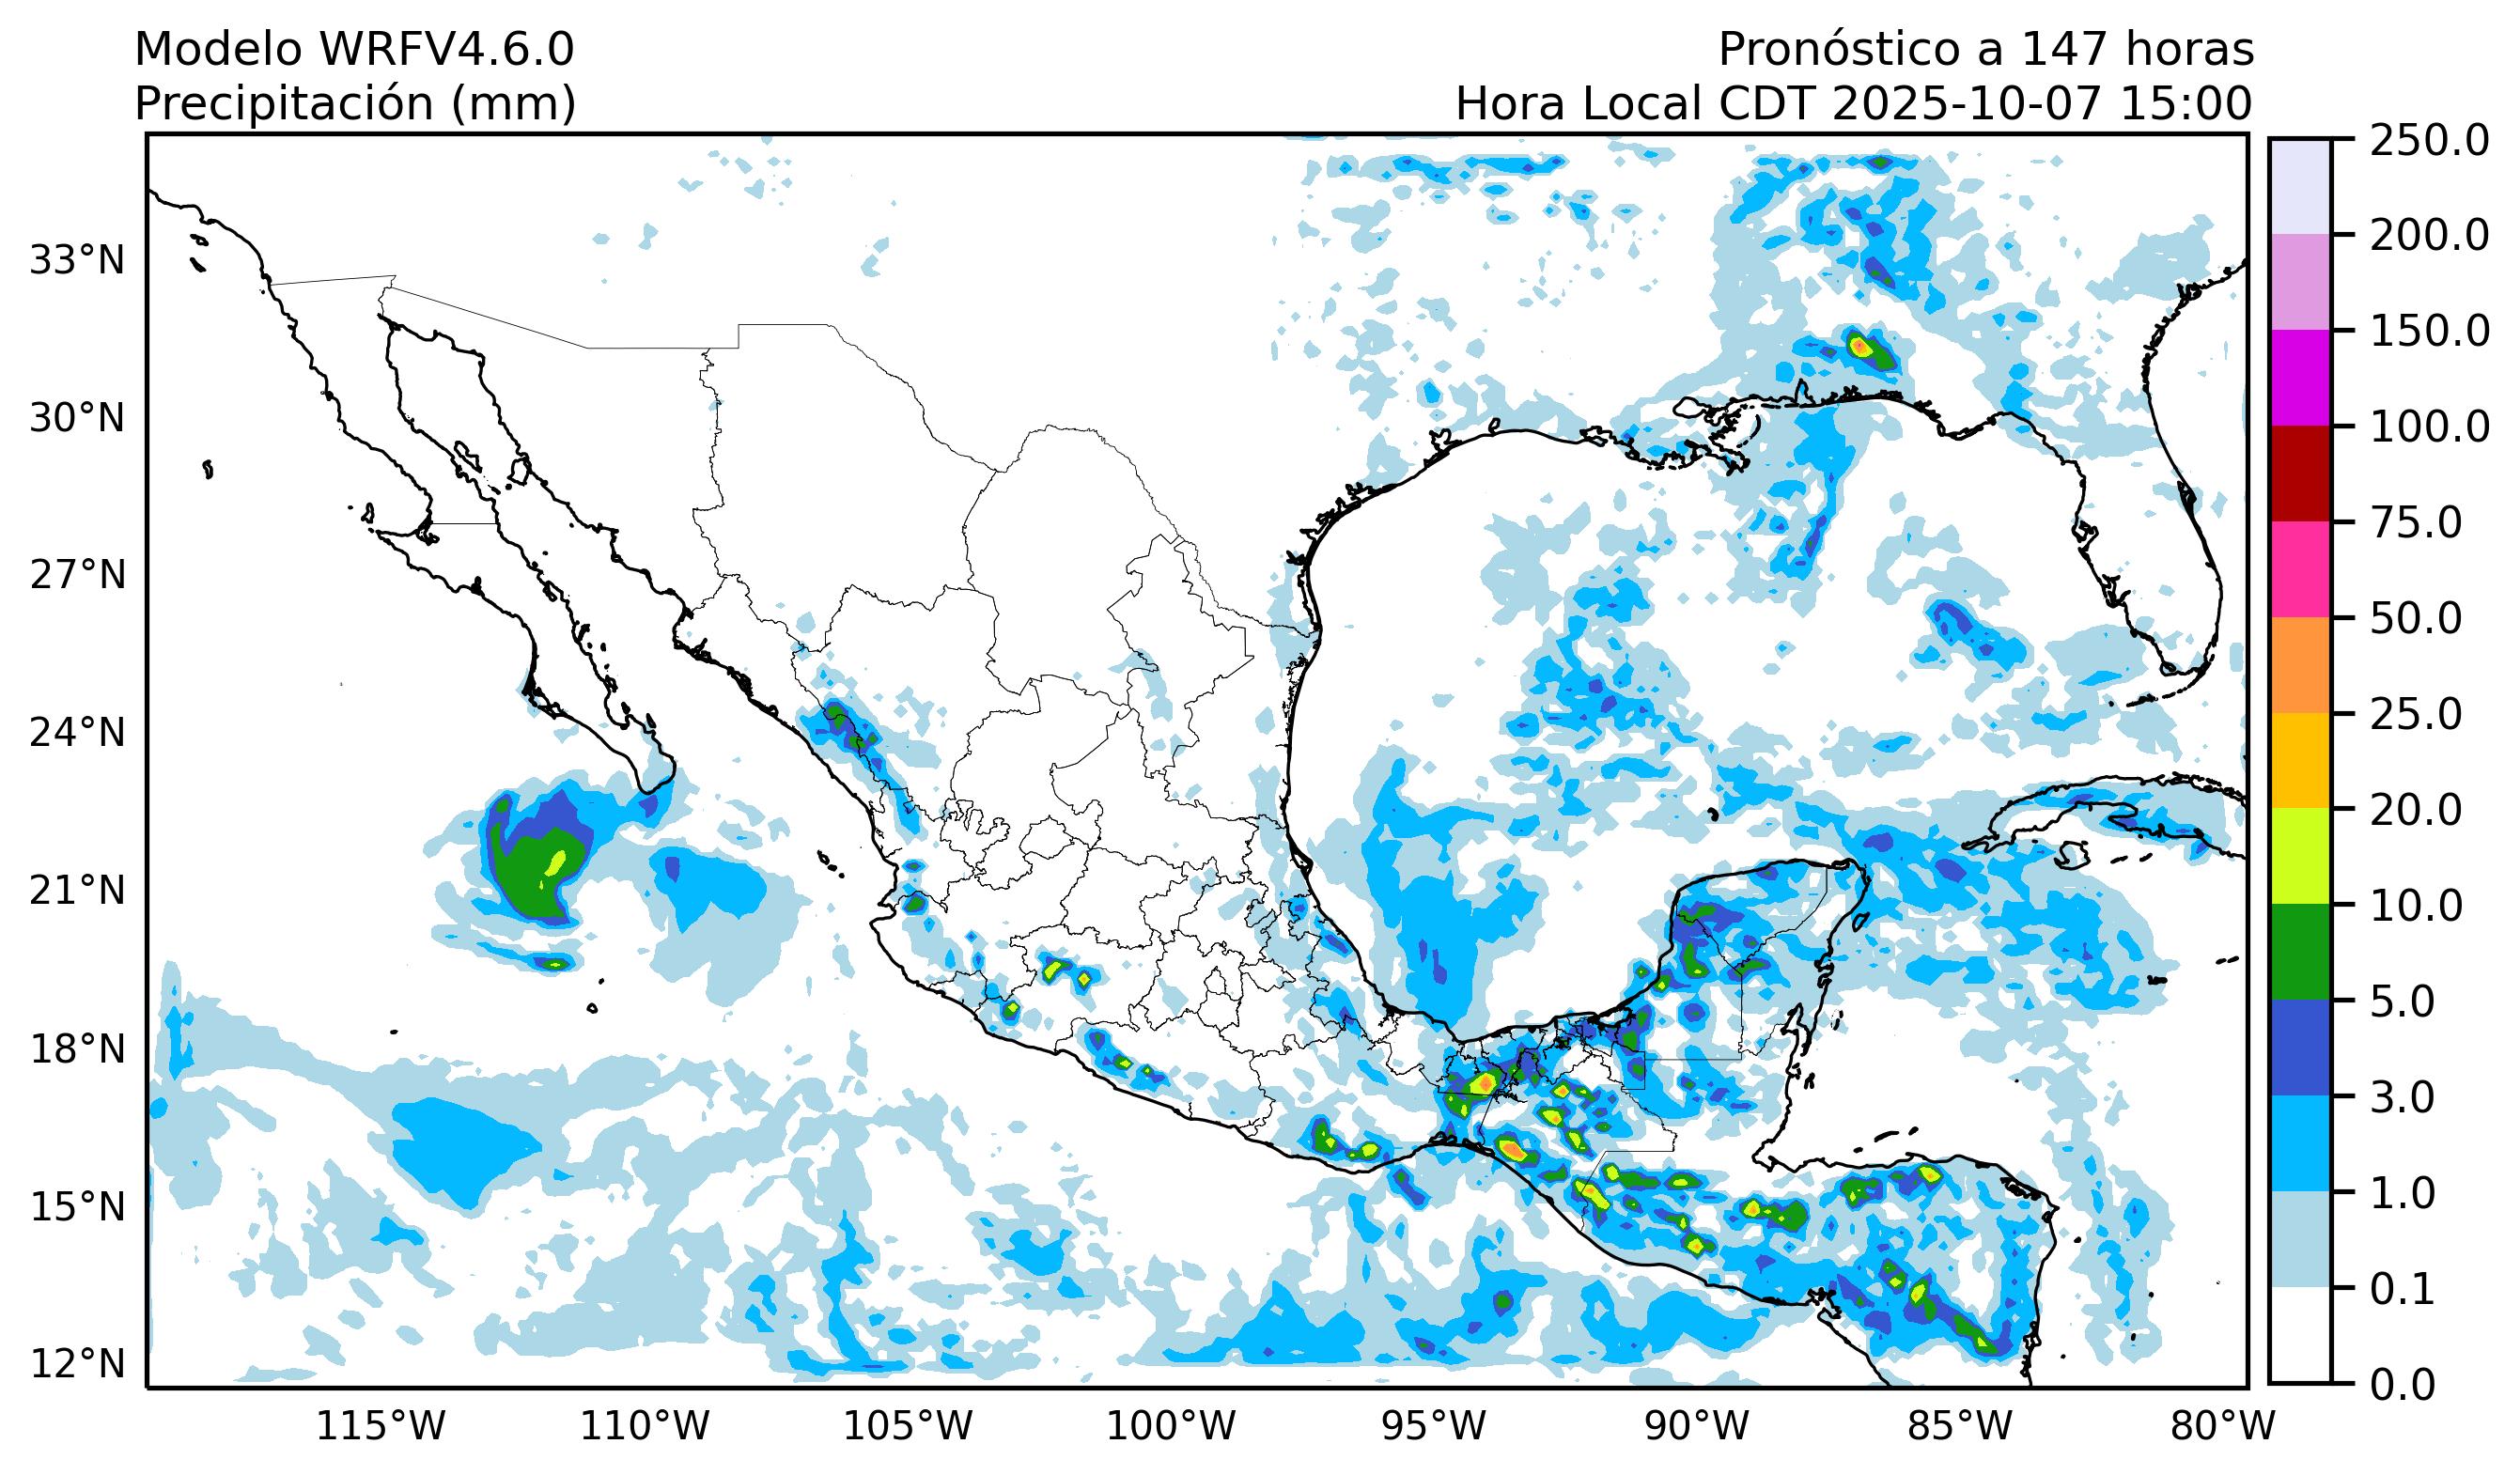 Modelo WRFV4.6.0
Precipitación (mm)
Pronóstico a 147 horas
Hora Local CDT 2025-10-07 15:00
33°N
30°N
27°N
24°N
21°N
18°N
15°N
12°N
115°W
110°W
105°W
100°W
95°W
90°W
85°W
80°W
250.0
200.0
150.0
100.0
75.0
50.0
25.0
20.0
10.0
5.0
3.0
1.0
0.1
0.0